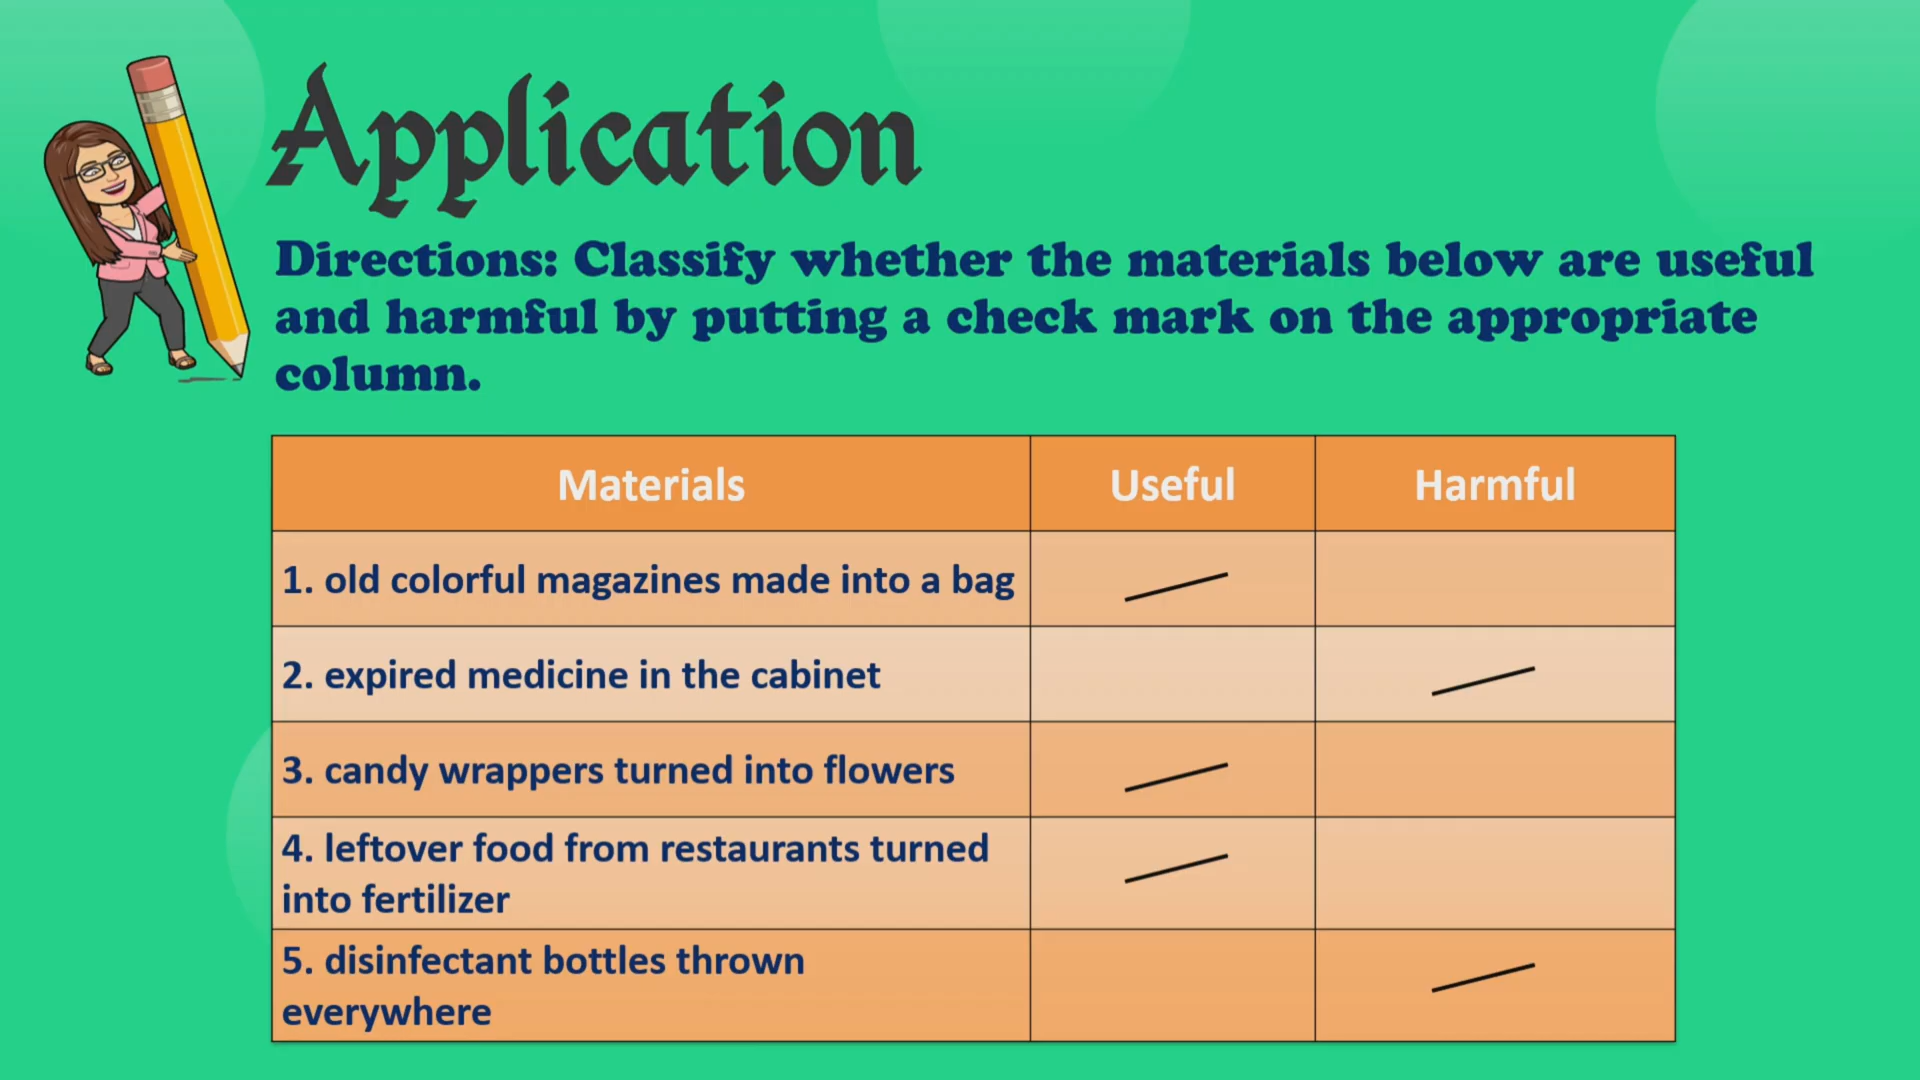 Application
Directions: Classify whether the materials below are useful
and harmful by putting a check mark on the appropriate
column.
Materials Useful Harmful
1. old colorful magazines made into a bag
2. expired medicine in the cabinet
3. candy wrappers turned into flowers
4. leftover food from restaurants turned
into fertilizer
5. disinfectant bottles thrown
everywhere